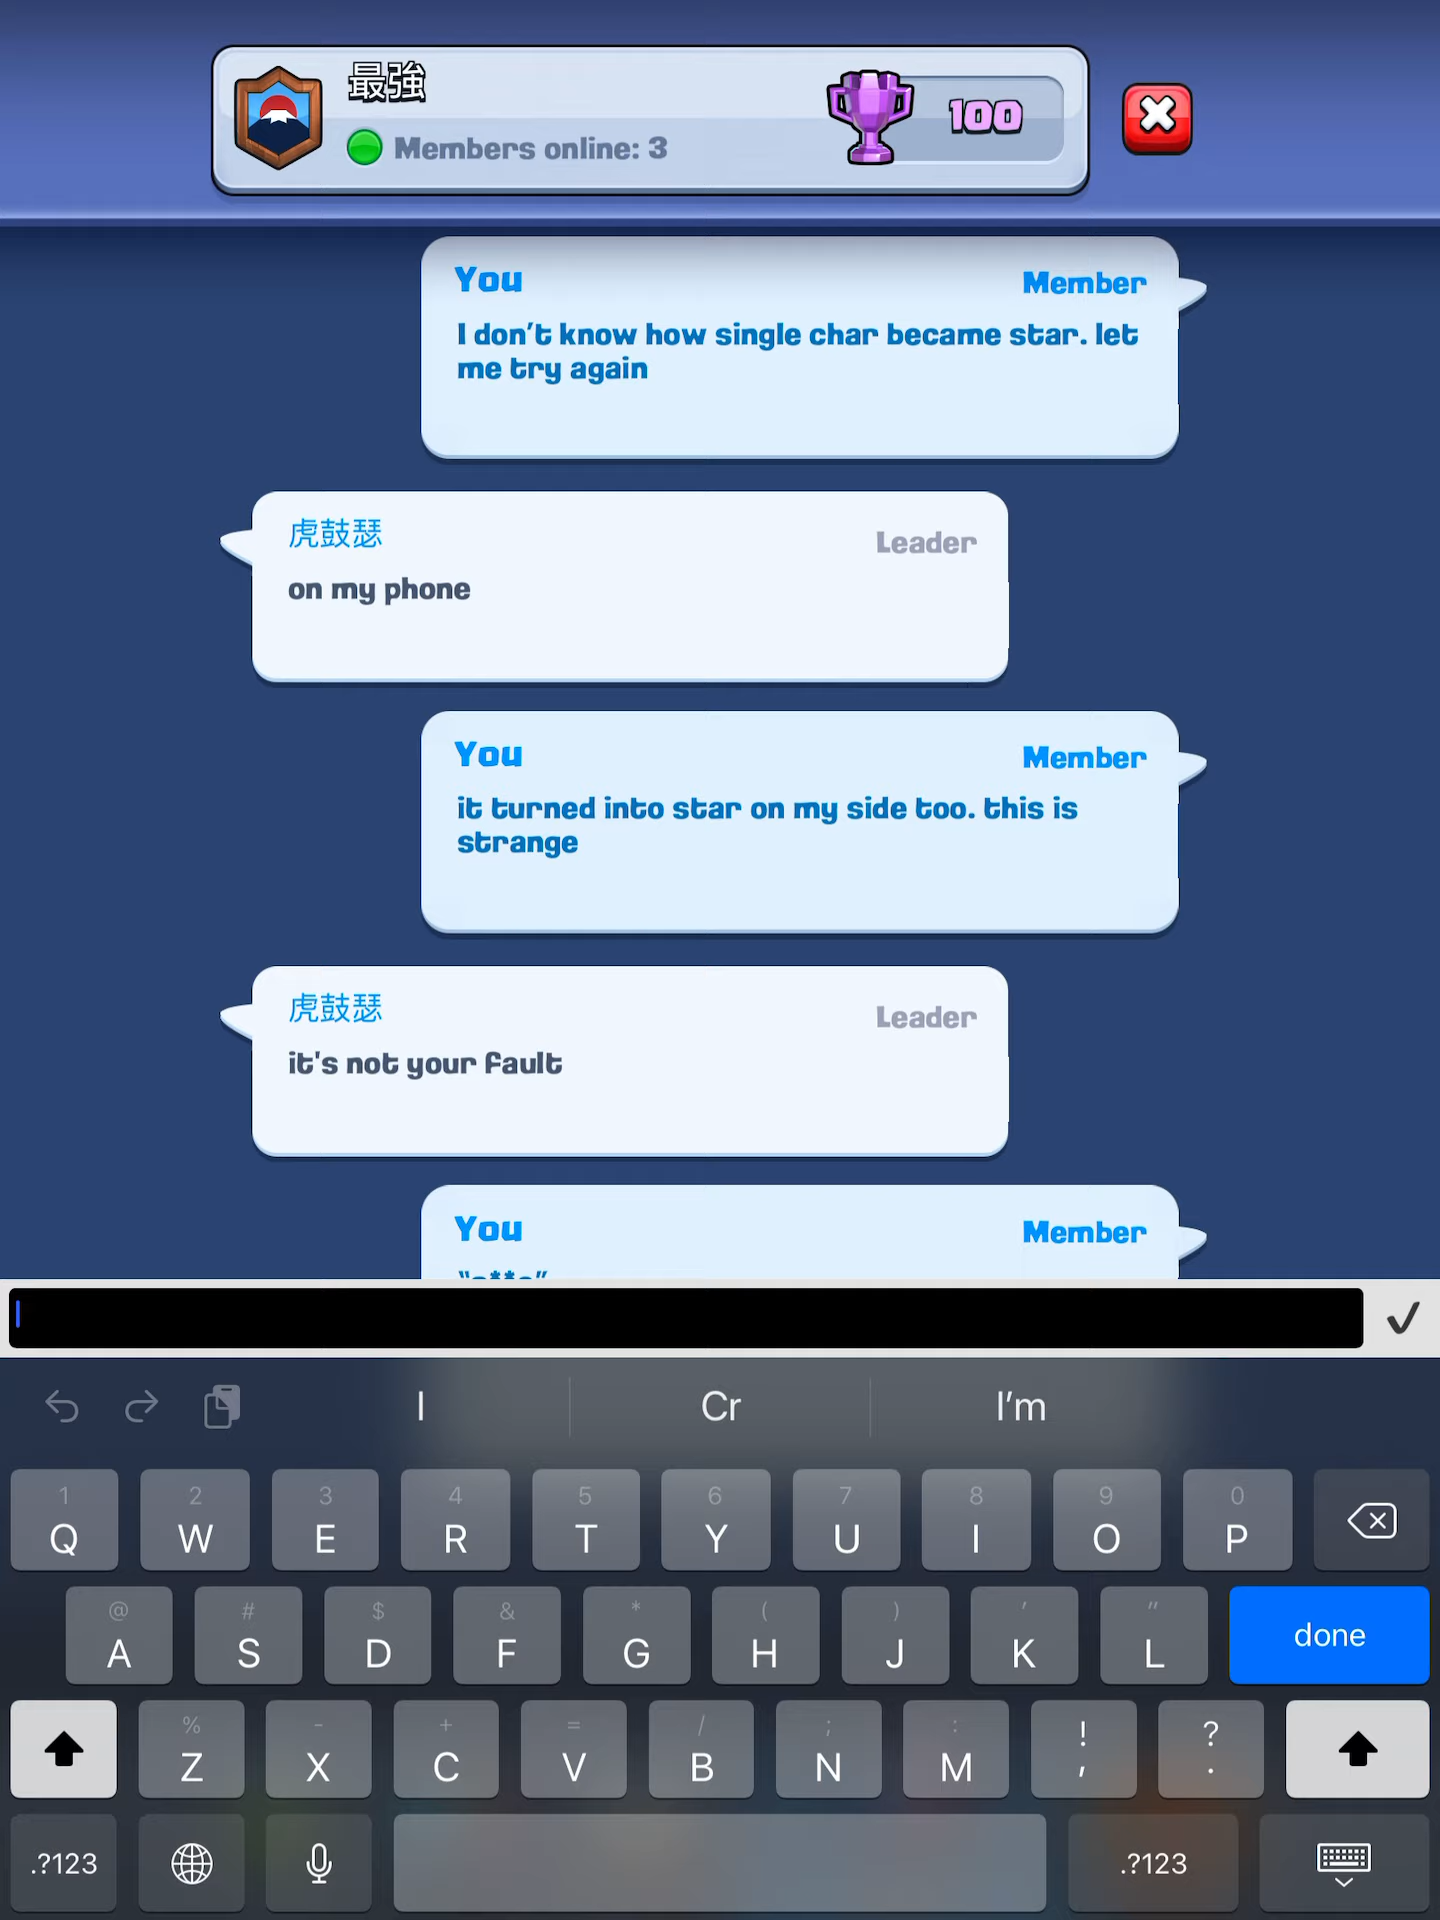 最強
Members online: 3
100
You
Member
I don't know how single char became star. let
me try again
虎鼓瑟
Leader
on my phone
You
Member
it turned into star on my side too. this is
strange
虎鼓瑟
Leader
it's not your fault
You
Member
I
Cr
I'm
1 2 3 4 5 6 7 8 9 0
Q W E R T Y U I O P
@ # $ & * ( ) ' "
A S D F G H J K L done
% - + = / ; : ! ?
Z X C V B N M , .
.?123
.?123